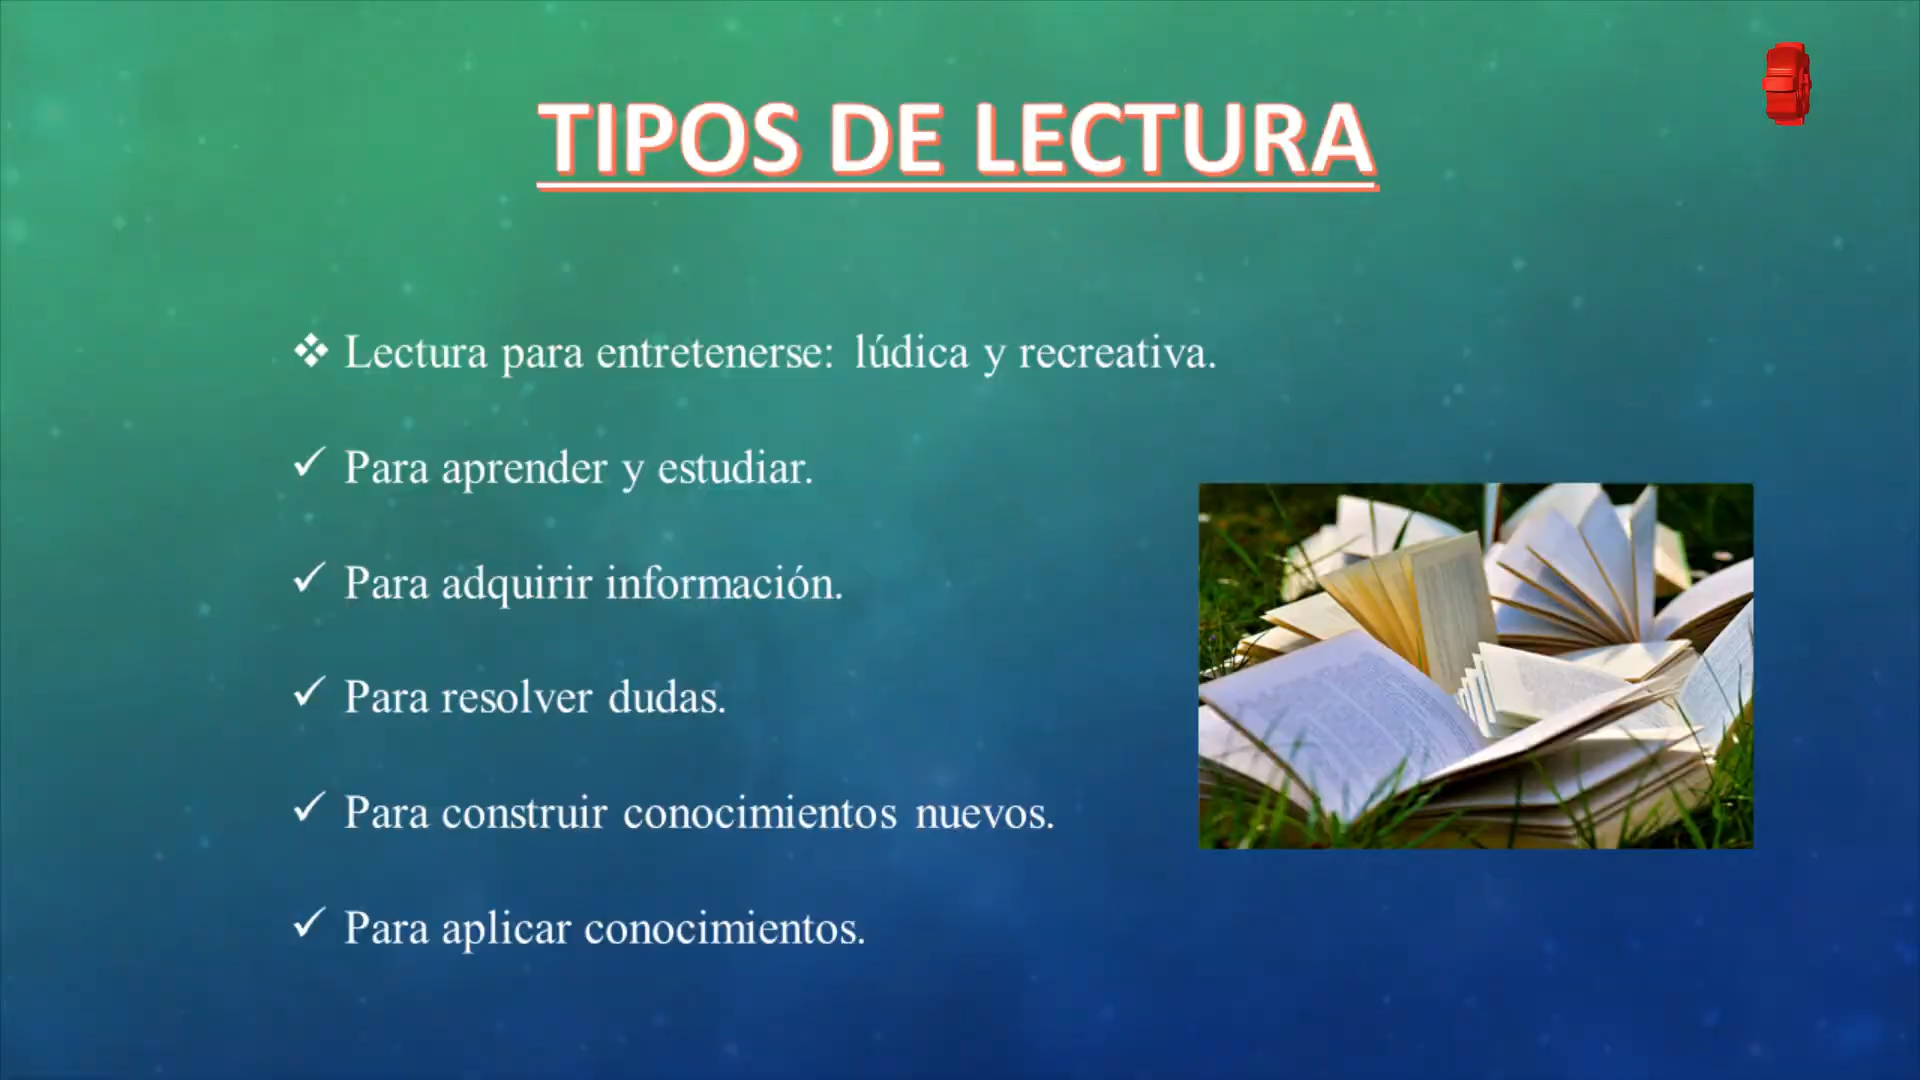 TIPOS DE LECTURA
❖ Lectura para entretenerse: lúdica y recreativa.
✓ Para aprender y estudiar.
✓ Para adquirir información.
✓ Para resolver dudas.
✓ Para construir conocimientos nuevos.
✓ Para aplicar conocimientos.